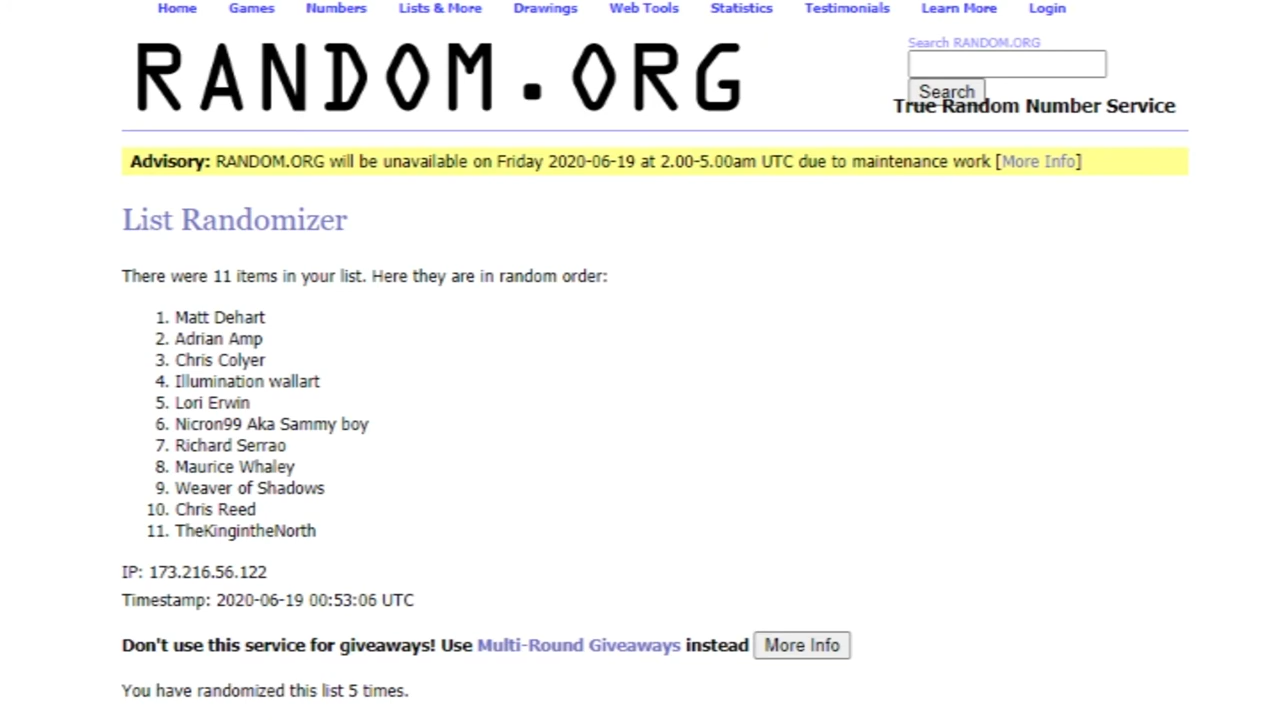 Home Games Numbers Lists & More Drawings Web Tools Statistics Testimonials Learn More Login
RANDOM.ORG
Search RANDOM.ORG
Search
True Random Number Service
Advisory: RANDOM.ORG will be unavailable on Friday 2020-06-19 at 2.00-5.00am UTC due to maintenance work [More Info]
List Randomizer
There were 11 items in your list. Here they are in random order:
1. Matt Dehart
2. Adrian Amp
3. Chris Colyer
4. Illumination wallart
5. Lori Erwin
6. Nicron99 Aka Sammy boy
7. Richard Serrao
8. Maurice Whaley
9. Weaver of Shadows
10. Chris Reed
11. TheKingintheNorth
IP: 173.216.56.122
Timestamp: 2020-06-19 00:53:06 UTC
Don't use this service for giveaways! Use Multi-Round Giveaways instead More Info
You have randomized this list 5 times.